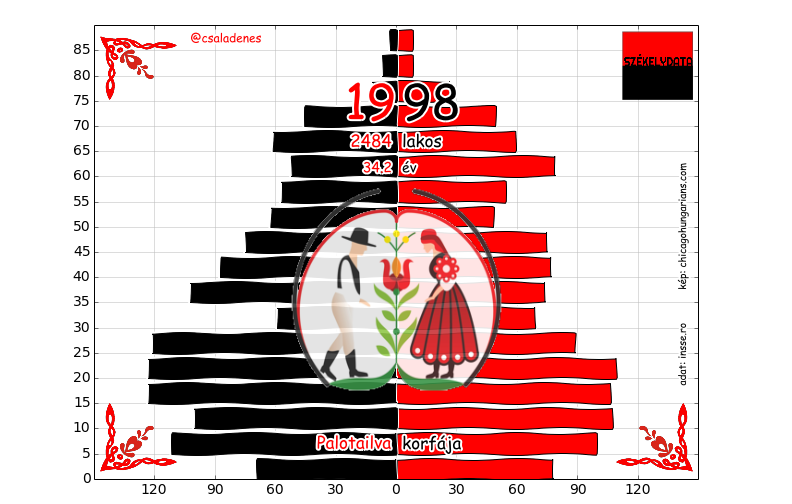 @csaladenes
SZÉKELYDATA
1998
2484 lakos
34.2 év
kép: chicagohungarians.com
adat: insse.ro
Palotailva korfája
85
80
75
70
65
60
55
50
45
40
35
30
25
20
15
10
5
0
120 90 60 30 0 30 60 90 120